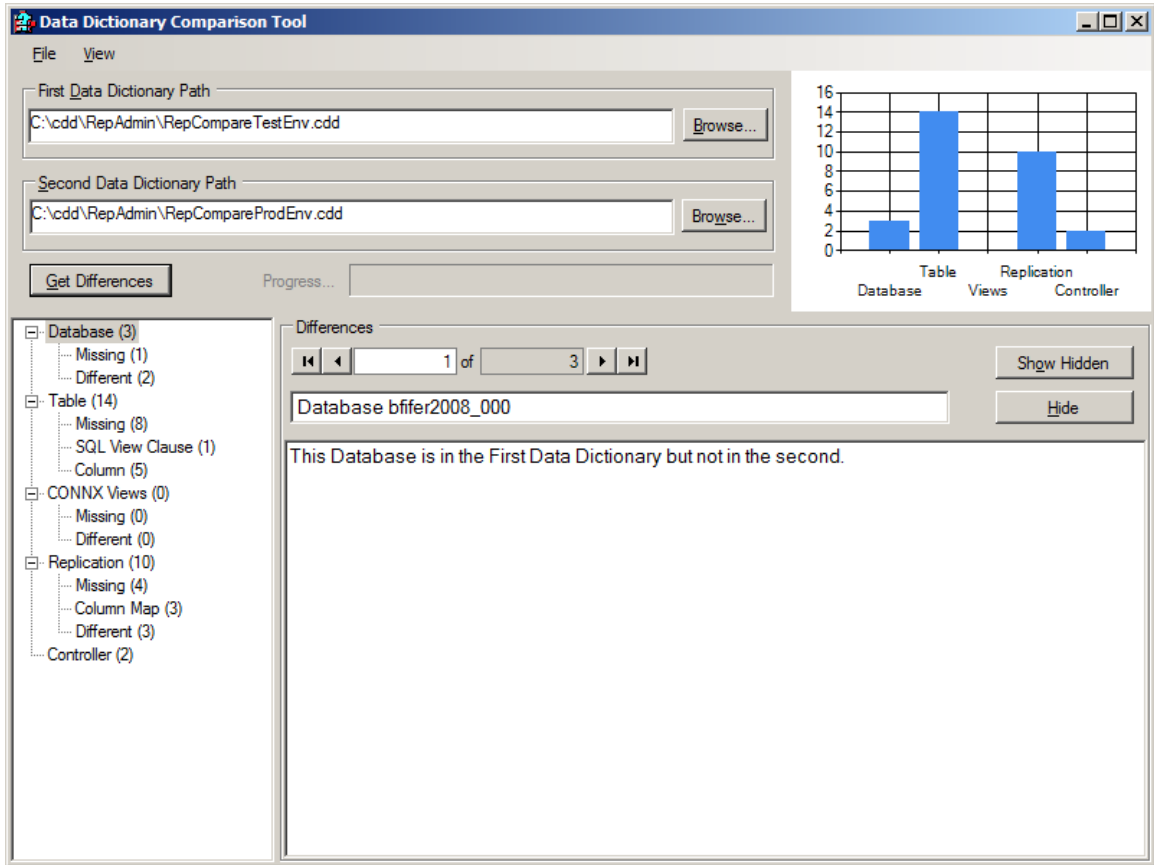 Data Dictionary Comparison Tool
File View
First Data Dictionary Path
C:\cdd\RepAdmin\RepCompareTestEnv.cdd
Browse...
Second Data Dictionary Path
C:\cdd\RepAdmin\RepCompareProdEnv.cdd
Browse...
Get Differences
Progress...
16
14
12
10
8
6
4
2
0
Table Replication
Database Views Controller
Database (3)
Missing (1)
Different (2)
Table (14)
Missing (8)
SQL View Clause (1)
Column (5)
CONNX Views (0)
Missing (0)
Different (0)
Replication (10)
Missing (4)
Column Map (3)
Different (3)
Controller (2)
Differences
1 of 3
Show Hidden
Database bfifer2008_000
Hide
This Database is in the First Data Dictionary but not in the second.